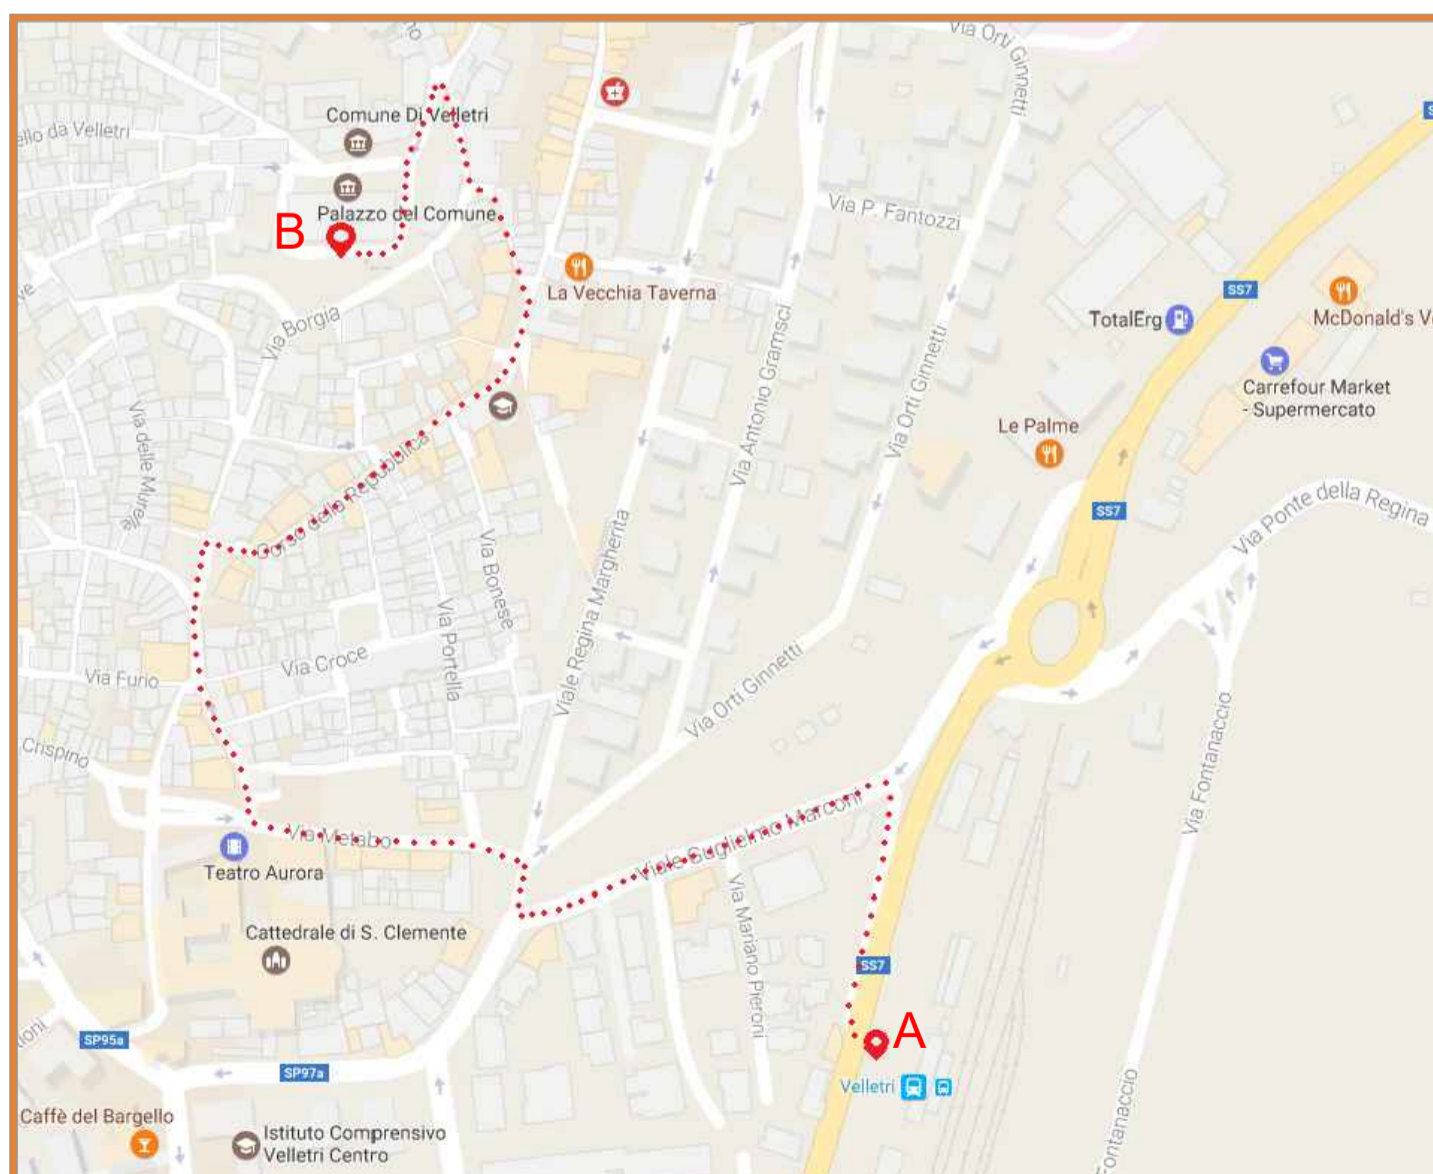 Via Orti Ginnetti
Comune Di Velletri
ello da Velletri
Palazzo del Comune
B
Via P. Fantozzi
La Vecchia Taverna
SS7
TotalErg
McDonald's V
Via Borgia
Carrefour Market
- Supermercato
Via Antonio Gramsci
Via Orti Ginnetti
Le Palme
Via delle Murelle
Corso della Repubblica
SS7
Via Ponte della Regina
Via Bonese
Viale Regina Margherita
Via Portella
Via Croce
Via Furio
Via Orti Ginnetti
Crispino
Via Fontanaccio
Via Metabo
Viale Guglielmo Marconi
Teatro Aurora
Via Mariano Pieroni
Cattedrale di S. Clemente
SS7
A
SP95a
SP97a
Velletri
Caffè del Bargello
Istituto Comprensivo
Velletri Centro
Fontanaccio